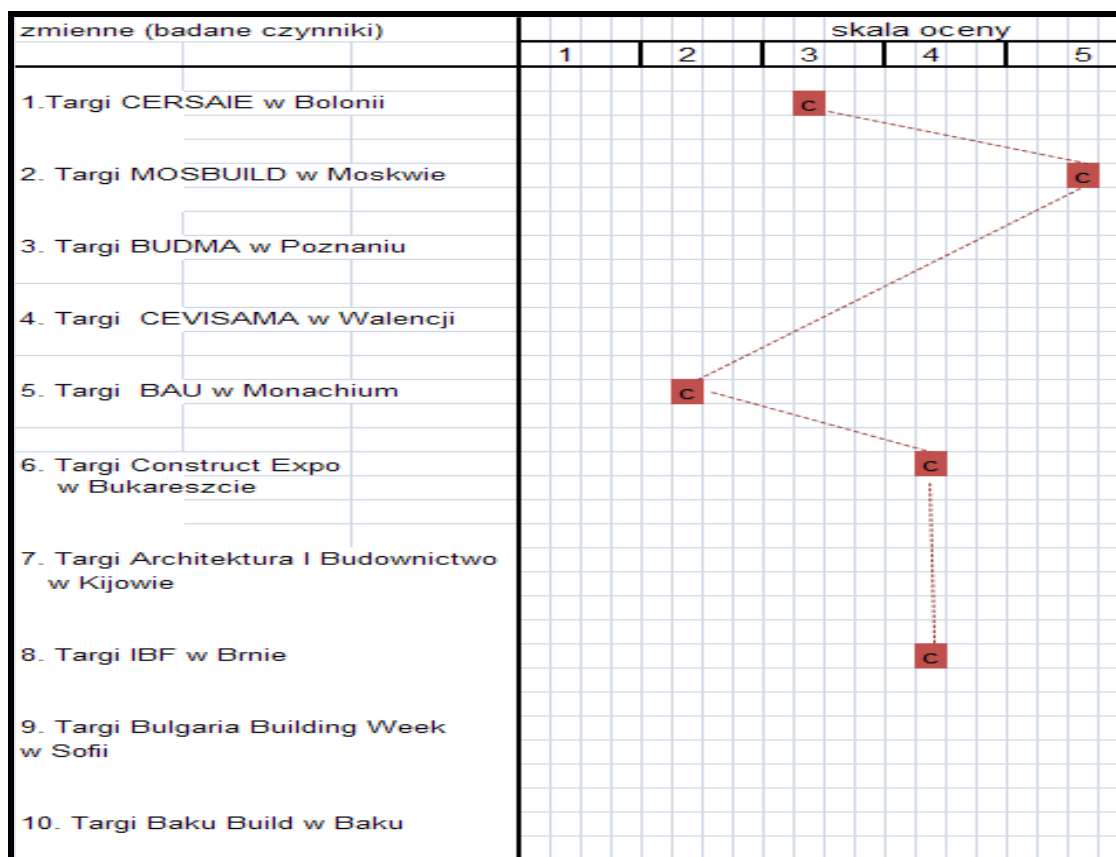 zmienne (badane czynniki) skala oceny
1 2 3 4 5
1.Targi CERSAIE w Bolonii c
2. Targi MOSBUILD w Moskwie c
3. Targi BUDMA w Poznaniu
4. Targi CEVISAMA w Walencji
5. Targi BAU w Monachium c
6. Targi Construct Expo c
w Bukareszcie
7. Targi Architektura I Budownictwo
w Kijowie
8. Targi IBF w Brnie c
9. Targi Bulgaria Building Week
w Sofii
10. Targi Baku Build w Baku